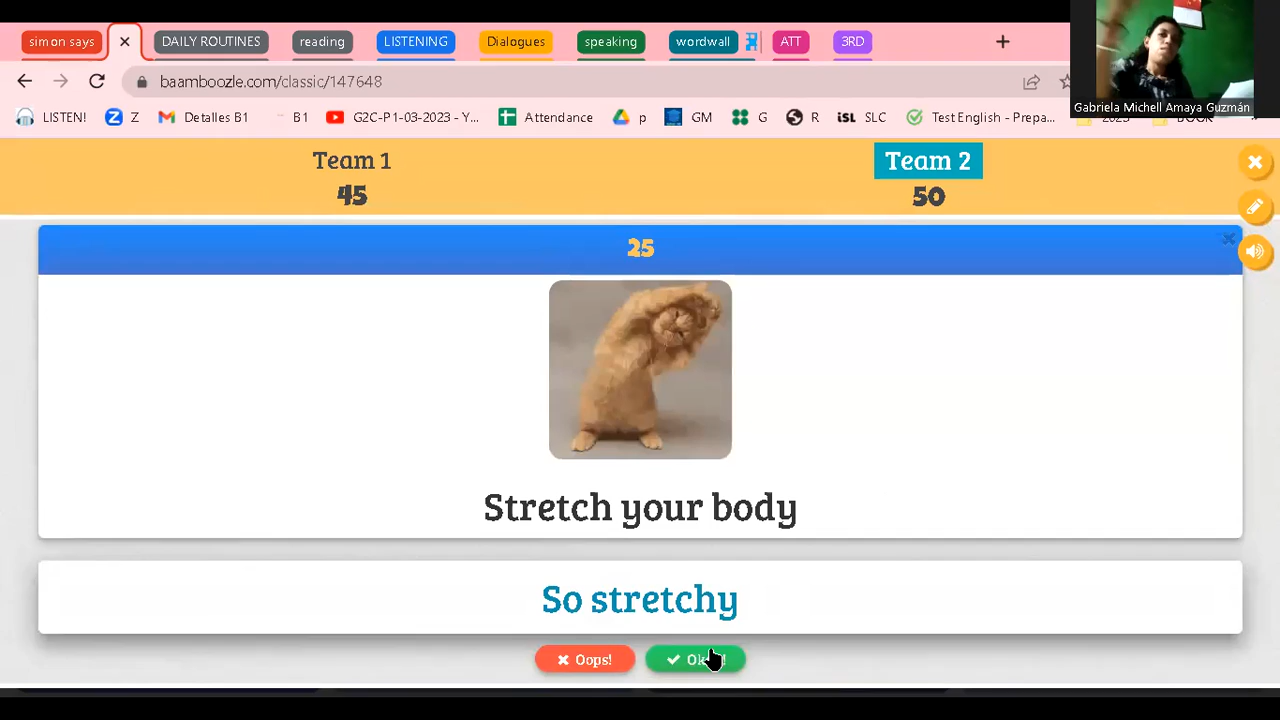 simon says
DAILY ROUTINES
reading
LISTENING
Dialogues
speaking
wordwall
ATT
3RD
baamboozle.com/classic/147648
LISTEN!
Z
Detalles B1
B1
G2C-P1-03-2023 - Y...
Attendance
p
GM
G
R
SLC
Test English - Prepa...
Gabriela Michell Amaya Guzmán
Team 1
45
Team 2
50
25
Stretch your body
So stretchy
Oops!